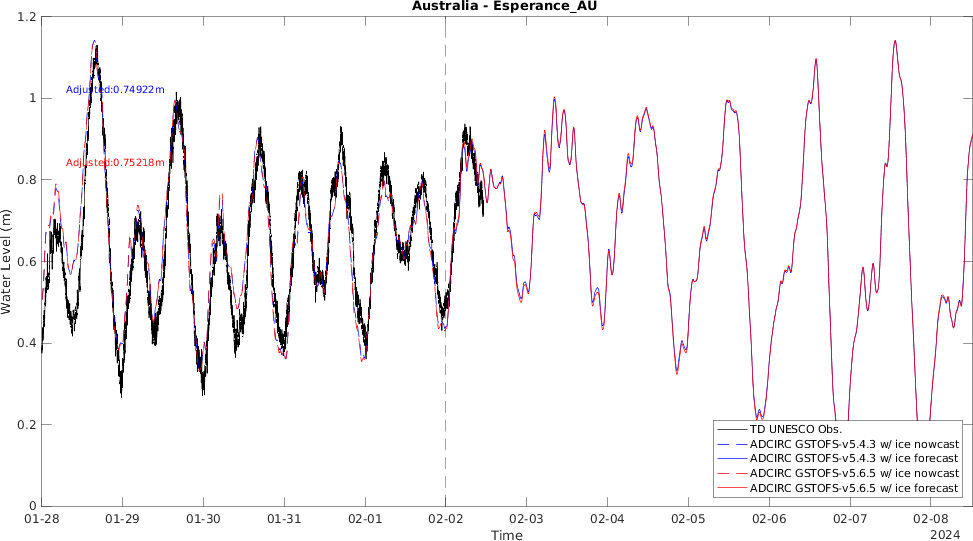 Australia - Esperance_AU
1.2
1
0.8
0.6
0.4
0.2
0
Water Level (m)
Adjusted:0.74922m
Adjusted:0.75218m
TD UNESCO Obs.
ADCIRC GSTOFS-v5.4.3 w/ ice nowcast
ADCIRC GSTOFS-v5.4.3 w/ ice forecast
ADCIRC GSTOFS-v5.6.5 w/ ice nowcast
ADCIRC GSTOFS-v5.6.5 w/ ice forecast
01-28 01-29 01-30 01-31 02-01 02-02 02-03 02-04 02-05 02-06 02-07 02-08
Time
2024